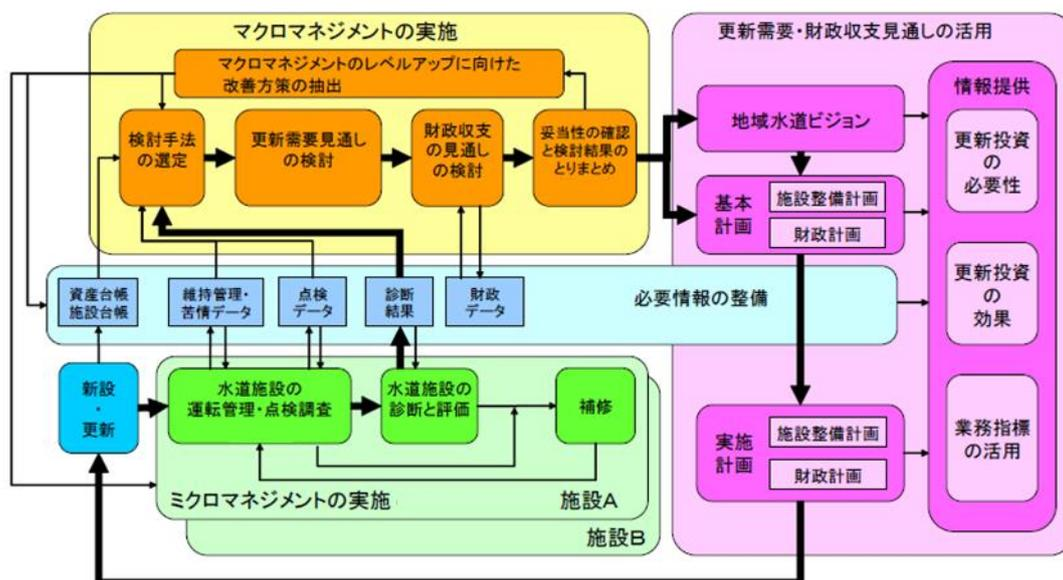 マクロマネジメントの実施
マクロマネジメントのレベルアップに向けた
改善方策の抽出
検討手法
の選定
更新需要見通し
の検討
財政収支
の見通し
の検討
妥当性の確認
と検討結果の
とりまとめ
更新需要・財政収支見通しの活用
地域水道ビジョン
基本
計画
施設整備計画
財政計画
実施
計画
施設整備計画
財政計画
情報提供
更新投資
の
必要性
更新投資
の
効果
業務指標
の活用
資産台帳
施設台帳
維持管理・
苦情データ
点検
データ
診断
結果
財政
データ
必要情報の整備
新設
・
更新
水道施設の
運転管理・点検調査
水道施設の
診断と評価
補修
ミクロマネジメントの実施
施設A
施設B